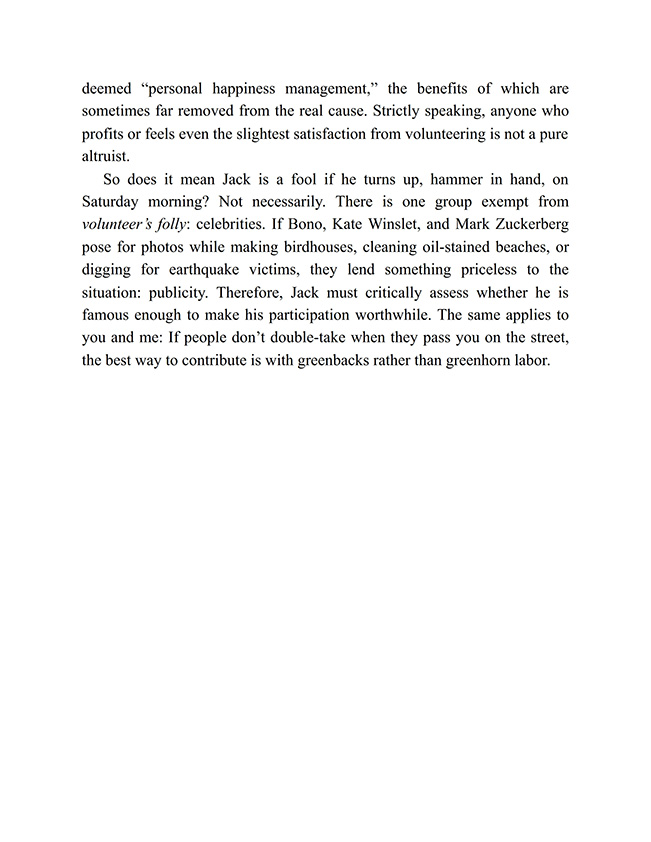 deemed “personal happiness management,” the benefits of which are
sometimes far removed from the real cause. Strictly speaking, anyone who
profits or feels even the slightest satisfaction from volunteering is not a pure
altruist.
So does it mean Jack is a fool if he turns up, hammer in hand, on
Saturday morning? Not necessarily. There is one group exempt from
volunteer’s folly: celebrities. If Bono, Kate Winslet, and Mark Zuckerberg
pose for photos while making birdhouses, cleaning oil-stained beaches, or
digging for earthquake victims, they lend something priceless to the
situation: publicity. Therefore, Jack must critically assess whether he is
famous enough to make his participation worthwhile. The same applies to
you and me: If people don’t double-take when they pass you on the street,
the best way to contribute is with greenbacks rather than greenhorn labor.